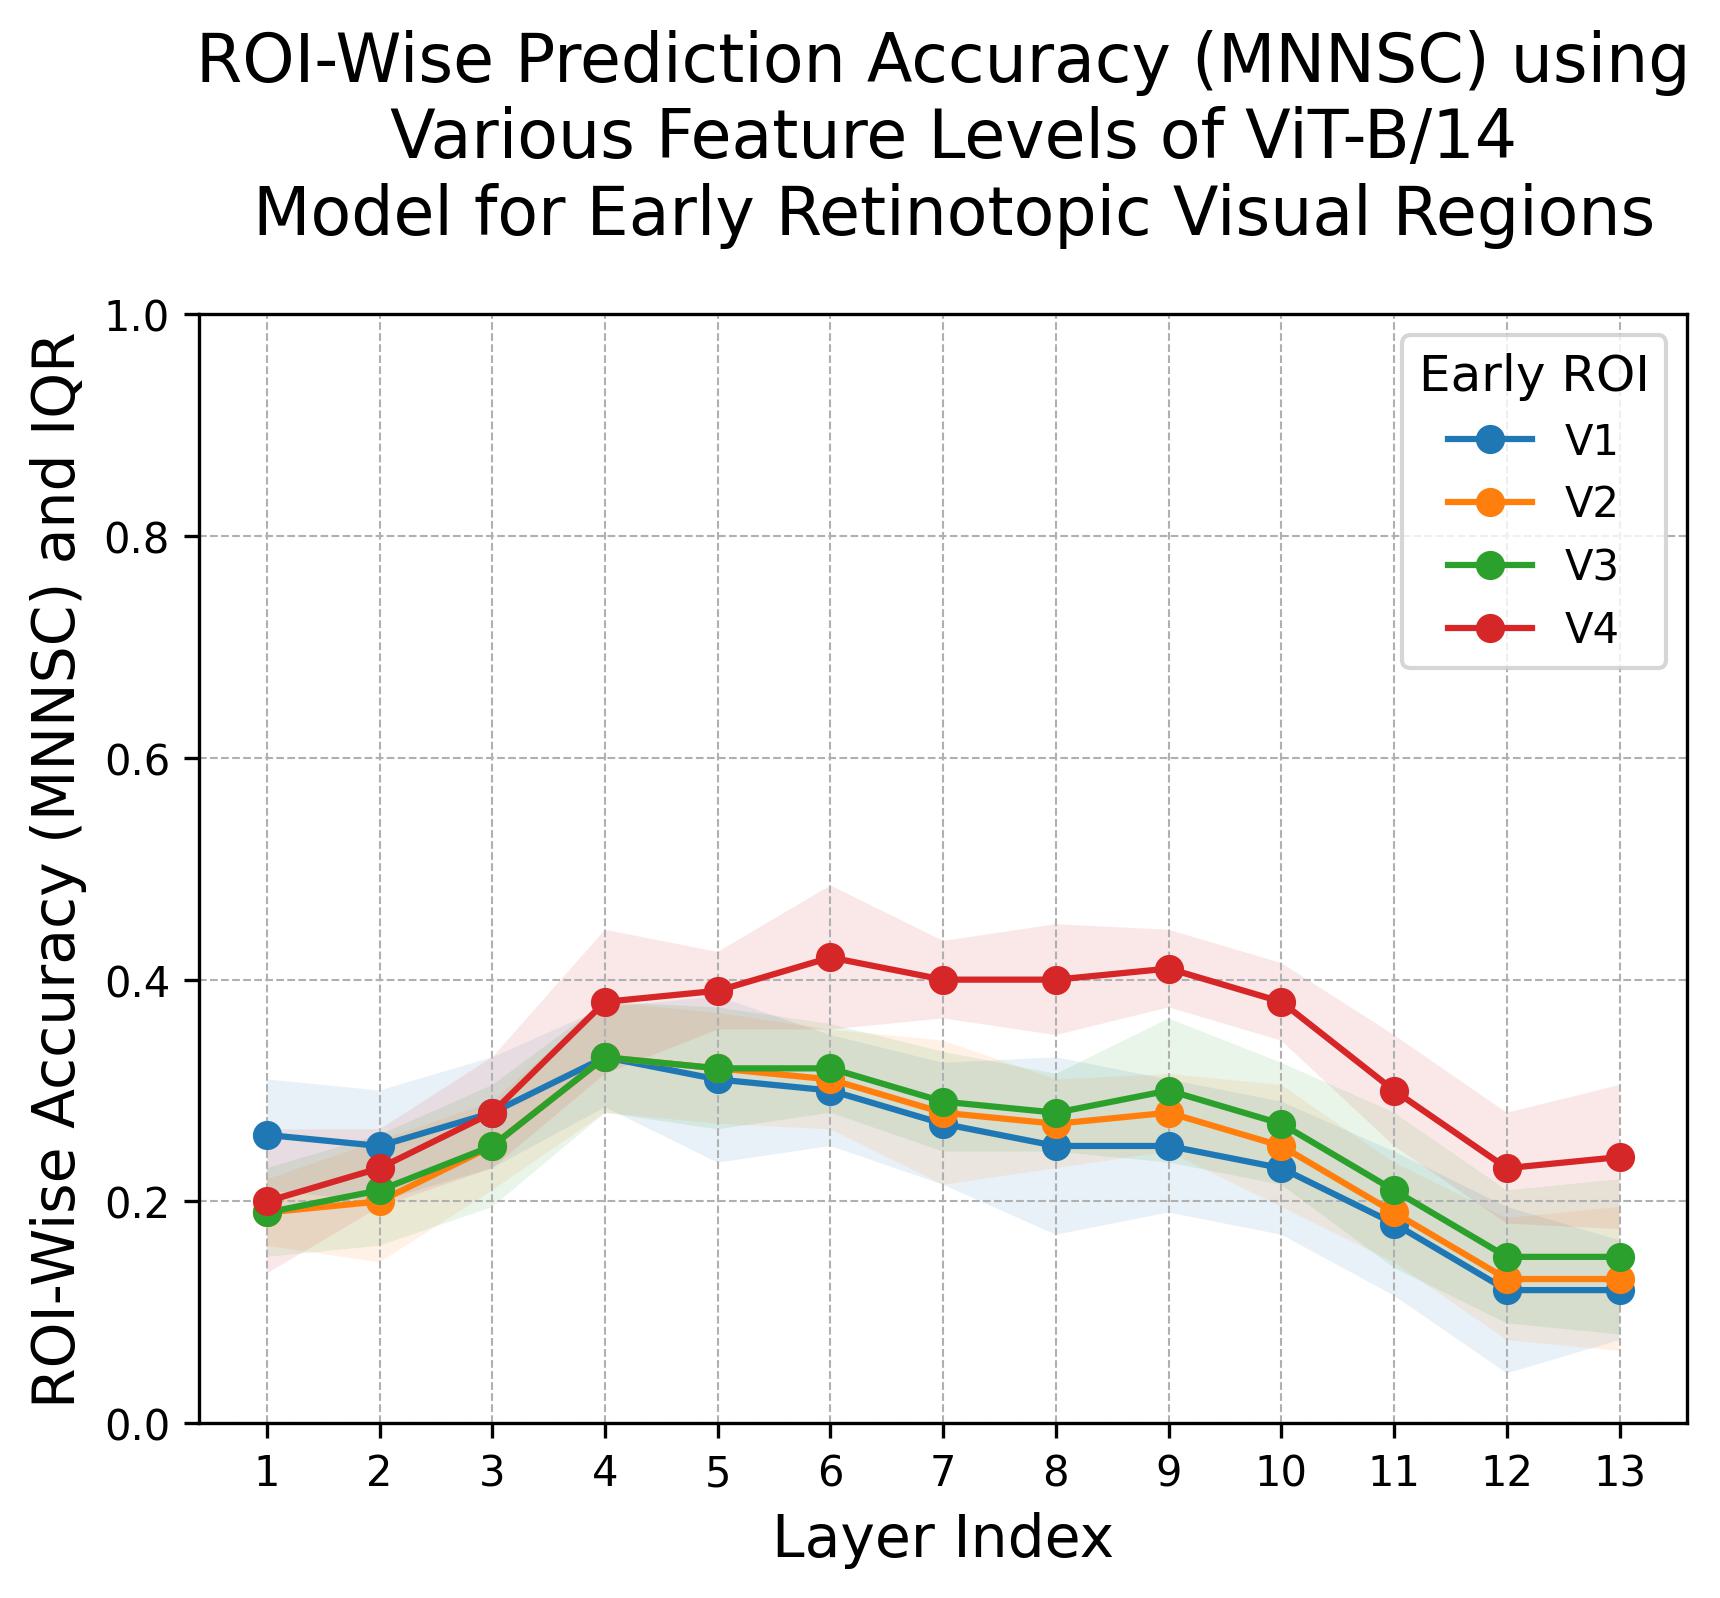 ROI-Wise Prediction Accuracy (MNNSC) using
Various Feature Levels of ViT-B/14
Model for Early Retinotopic Visual Regions
ROI-Wise Accuracy (MNNSC) and IQR
1.0
0.8
0.6
0.4
0.2
0.0
Early ROI
V1
V2
V3
V4
1 2 3 4 5 6 7 8 9 10 11 12 13
Layer Index